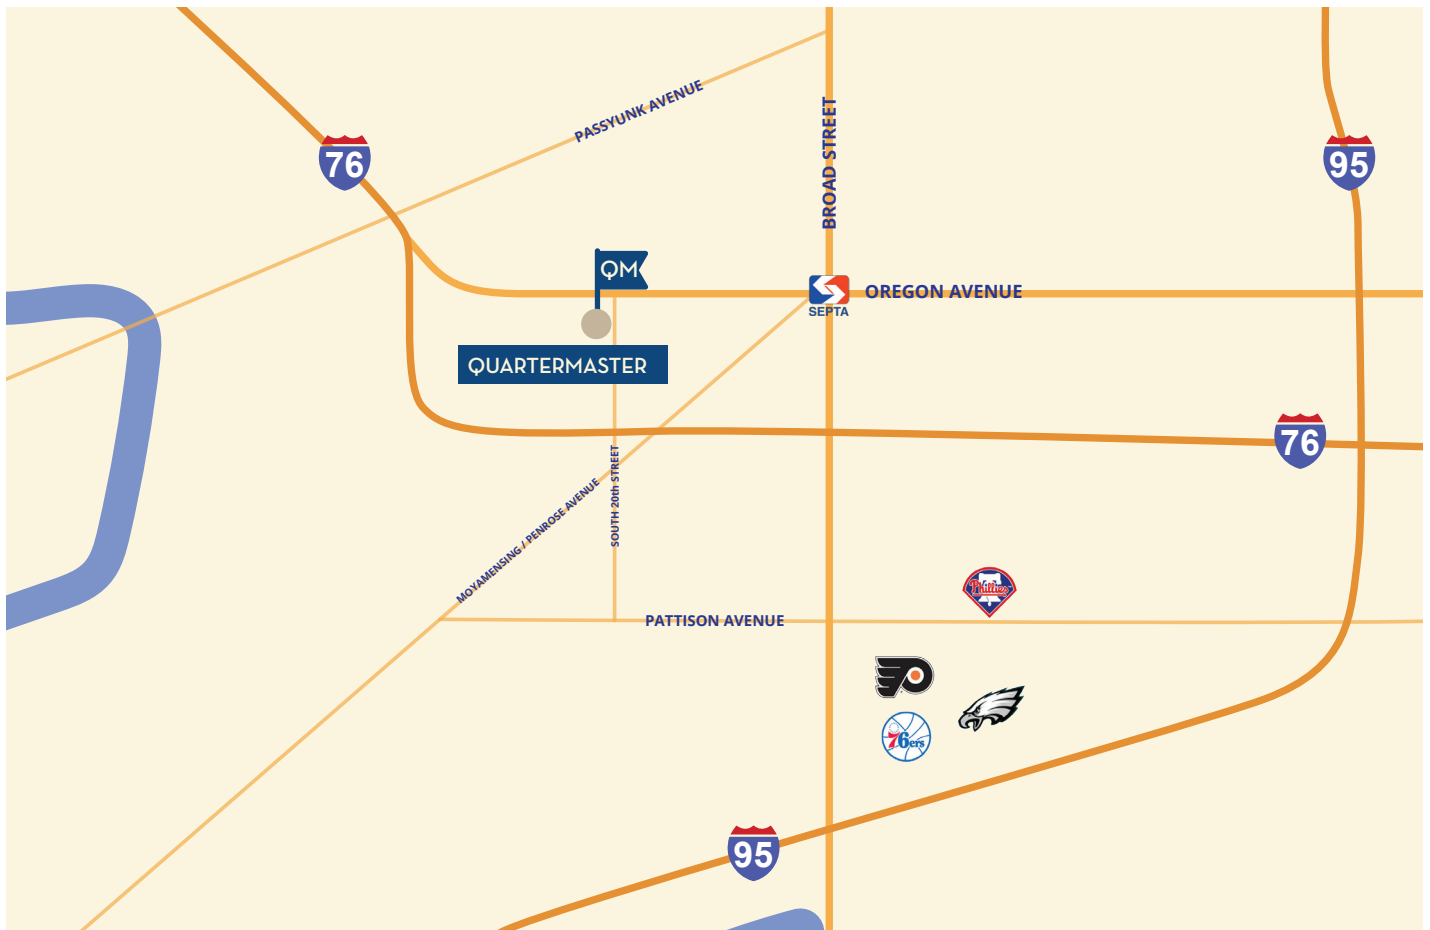 PASSYUNK AVENUE
BROAD STREET
76
95
QM
OREGON AVENUE
SEPTA
QUARTERMASTER
76
SOUTH 20th STREET
MOYAMENSING / PENROSE AVENUE
Phillies
PATTISON AVENUE
76ers
95